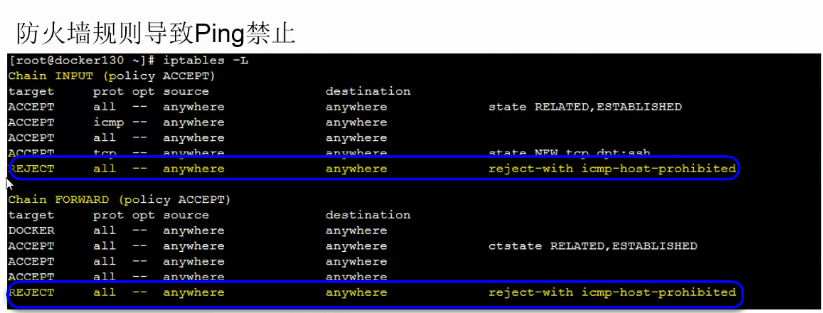 防火墙规则导致Ping禁止
[root@docker130 ~]# iptables -L
Chain INPUT (policy ACCEPT)
target prot opt source destination
ACCEPT all -- anywhere anywhere state RELATED,ESTABLISHED
ACCEPT icmp -- anywhere anywhere
ACCEPT all -- anywhere anywhere
ACCEPT tcp -- anywhere anywhere state NEW tcp dpt:ssh
REJECT all -- anywhere anywhere reject-with icmp-host-prohibited
Chain FORWARD (policy ACCEPT)
target prot opt source destination
DOCKER all -- anywhere anywhere
ACCEPT all -- anywhere anywhere ctstate RELATED,ESTABLISHED
ACCEPT all -- anywhere anywhere
ACCEPT all -- anywhere anywhere
REJECT all -- anywhere anywhere reject-with icmp-host-prohibited